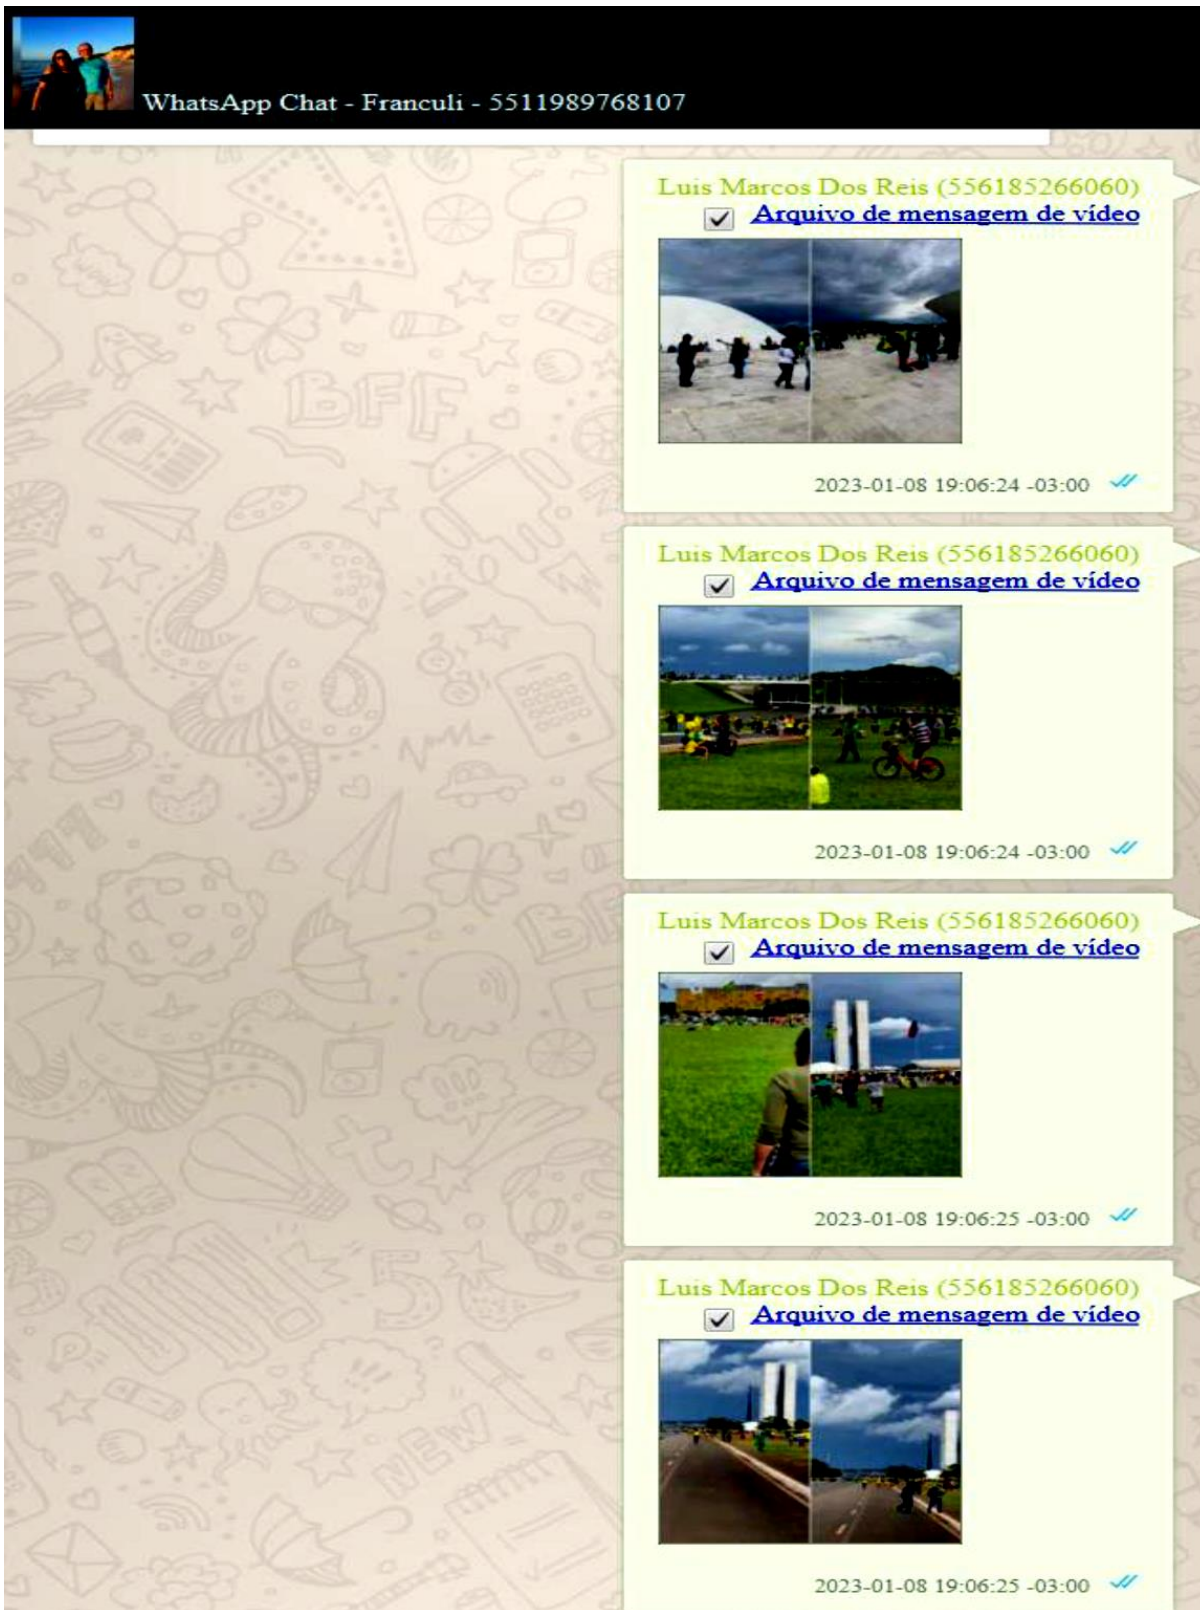 WhatsApp Chat - Franculi - 5511989768107
Luis Marcos Dos Reis (556185266060)
Arquivo de mensagem de vídeo
2023-01-08 19:06:24 -03:00
Luis Marcos Dos Reis (556185266060)
Arquivo de mensagem de vídeo
2023-01-08 19:06:24 -03:00
Luis Marcos Dos Reis (556185266060)
Arquivo de mensagem de vídeo
2023-01-08 19:06:25 -03:00
Luis Marcos Dos Reis (556185266060)
Arquivo de mensagem de vídeo
2023-01-08 19:06:25 -03:00
BFF
NEW